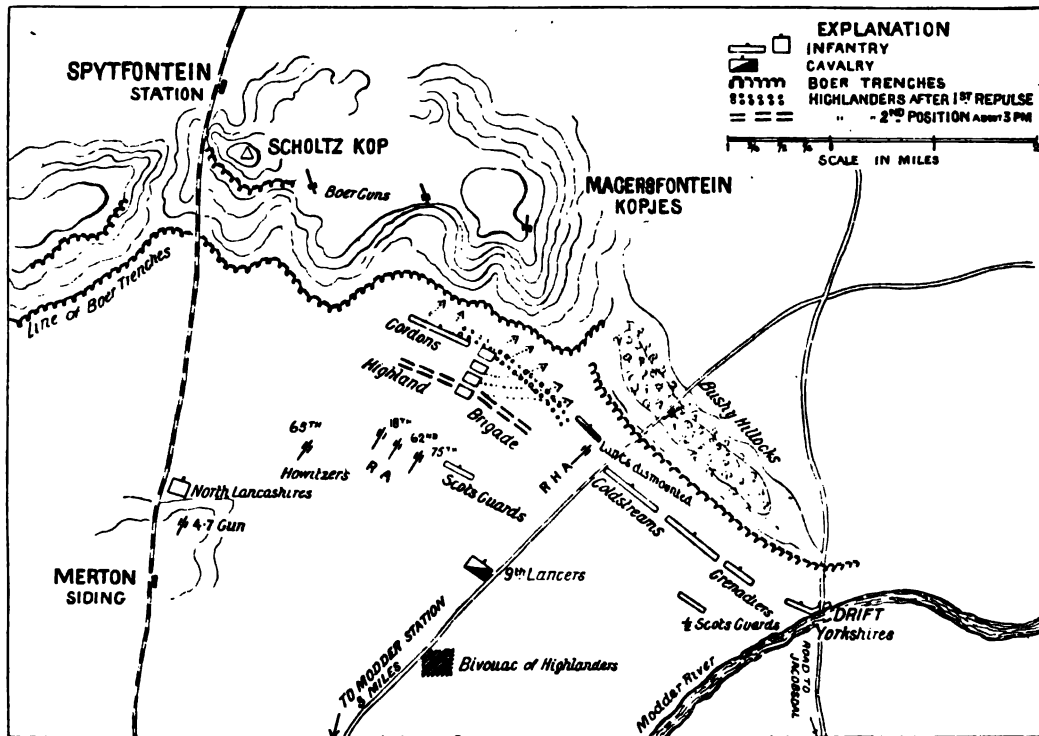 EXPLANATION
INFANTRY
CAVALRY
BOER TRENCHES
HIGHLANDERS AFTER 1ST REPULSE
" - 2ND POSITION ABOUT 3 PM
SCALE IN MILES
SPYTFONTEIN
STATION
SCHOLTZ KOP
Boer Guns
MAGERSFONTEIN
KOPJES
Line of Boer Trenches
Gordons
Highland
Brigade
Bushy Hillocks
65TH
Howitzers
18TH
62ND
75TH
R A
Scots Guards
R H A
dismounted
Coldstreams
North Lancashires
4·7 Gun
MERTON
SIDING
9th Lancers
Grenadiers
½ Scots Guards
DRIFT
Yorkshires
TO MODDER STATION
MILES
Bivouac of Highlanders
Modder River
ROAD TO
JACOBSDAL